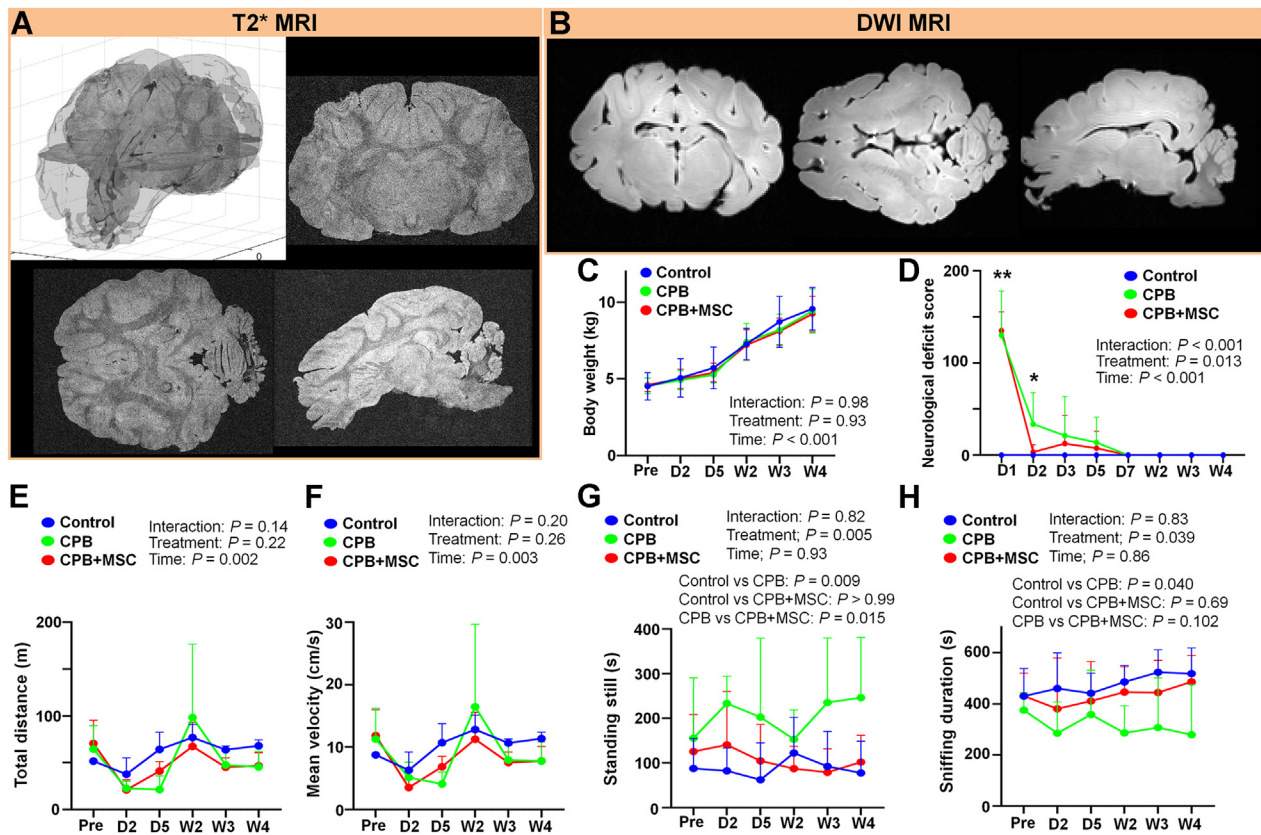 A
T2* MRI
0
B
DWI MRI
C
Control
CPB
CPB+MSC
Body weight (kg)
10
5
0
Interaction: P = 0.98
Treatment: P = 0.93
Time: P < 0.001
Pre D2 D5 W2 W3 W4
D
Neurological deficit score
200
100
0
**
*
Control
CPB
CPB+MSC
Interaction: P < 0.001
Treatment: P = 0.013
Time: P < 0.001
D1 D2 D3 D5 D7 W2 W3 W4
E
Control
CPB
CPB+MSC
Interaction: P = 0.14
Treatment: P = 0.22
Time: P = 0.002
Total distance (m)
200
100
0
Pre D2 D5 W2 W3 W4
F
Control
CPB
CPB+MSC
Interaction: P = 0.20
Treatment: P = 0.26
Time: P = 0.003
Mean velocity (cm/s)
30
20
10
0
Pre D2 D5 W2 W3 W4
G
Control
CPB
CPB+MSC
Interaction: P = 0.82
Treatment; P = 0.005
Time; P = 0.93
Control vs CPB: P = 0.009
Control vs CPB+MSC: P > 0.99
CPB vs CPB+MSC: P = 0.015
Standing still (s)
400
300
200
100
0
Pre D2 D5 W2 W3 W4
H
Control
CPB
CPB+MSC
Interaction: P = 0.83
Treatment; P = 0.039
Time; P = 0.86
Control vs CPB: P = 0.040
Control vs CPB+MSC: P = 0.69
CPB vs CPB+MSC: P = 0.102
Sniffing duration (s)
600
400
200
0
Pre D2 D5 W2 W3 W4